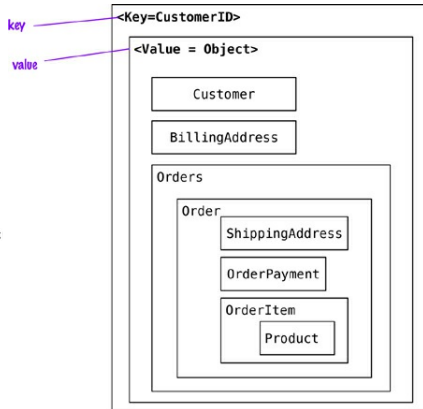 key
<Key=CustomerID>
value
<Value = Object>
Customer
BillingAddress
Orders
Order
ShippingAddress
OrderPayment
OrderItem
Product